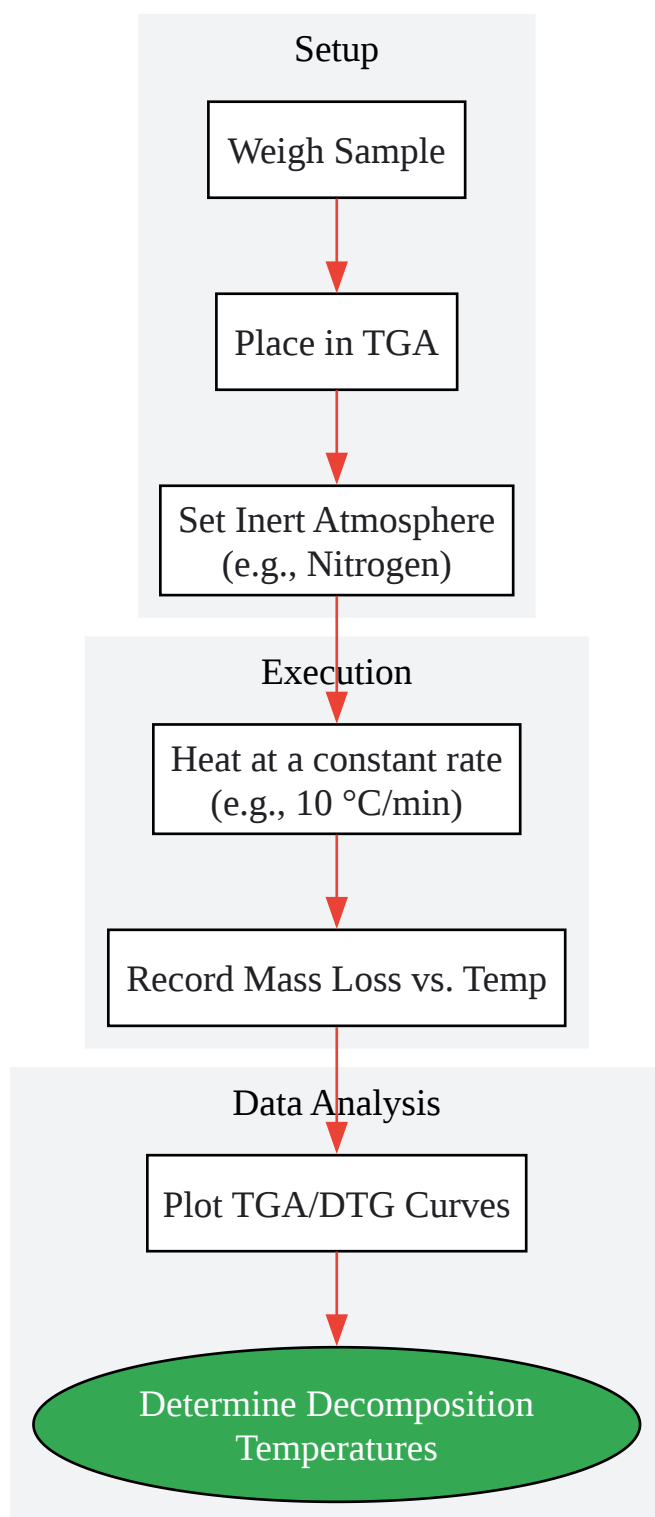 Setup
Weigh Sample
Place in TGA
Set Inert Atmosphere
(e.g., Nitrogen)
Execution
Heat at a constant rate
(e.g., 10 °C/min)
Record Mass Loss vs. Temp
Data Analysis
Plot TGA/DTG Curves
Determine Decomposition
Temperatures